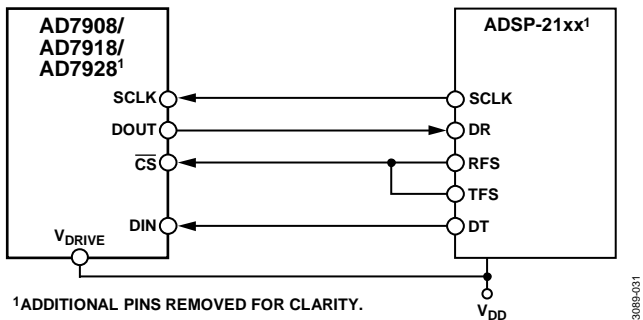 AD7908/
AD7918/
AD7928¹
ADSP-21xx¹
SCLK
SCLK
DOUT
DR
CS
RFS
TFS
DIN
DT
VDRIVE
¹ADDITIONAL PINS REMOVED FOR CLARITY.
VDD
3089-031